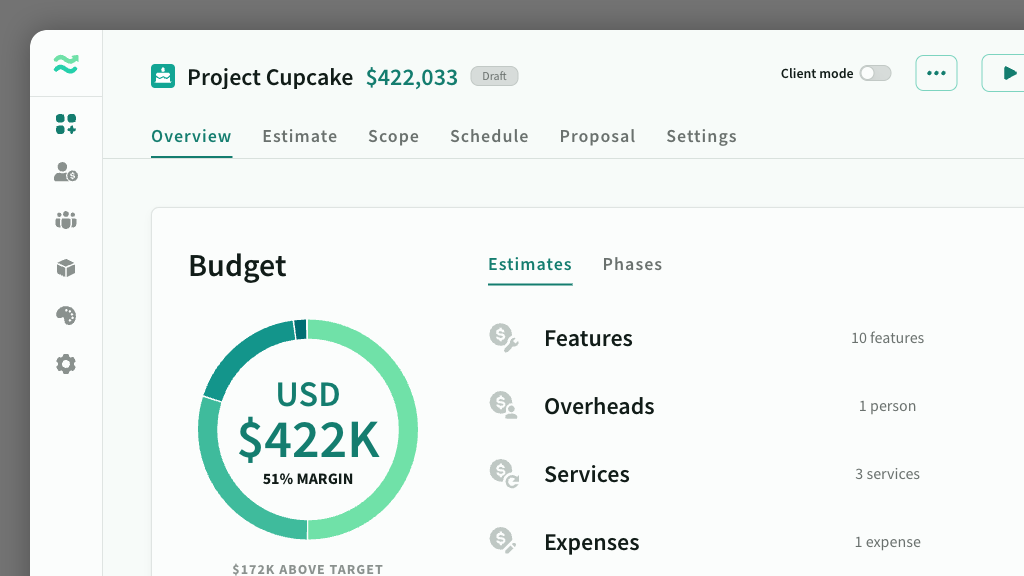 Project Cupcake $422,033 Draft
Client mode
Overview Estimate Scope Schedule Proposal Settings
Budget
USD
$422K
51% MARGIN
$172K ABOVE TARGET
Estimates Phases
Features 10 features
Overheads 1 person
Services 3 services
Expenses 1 expense